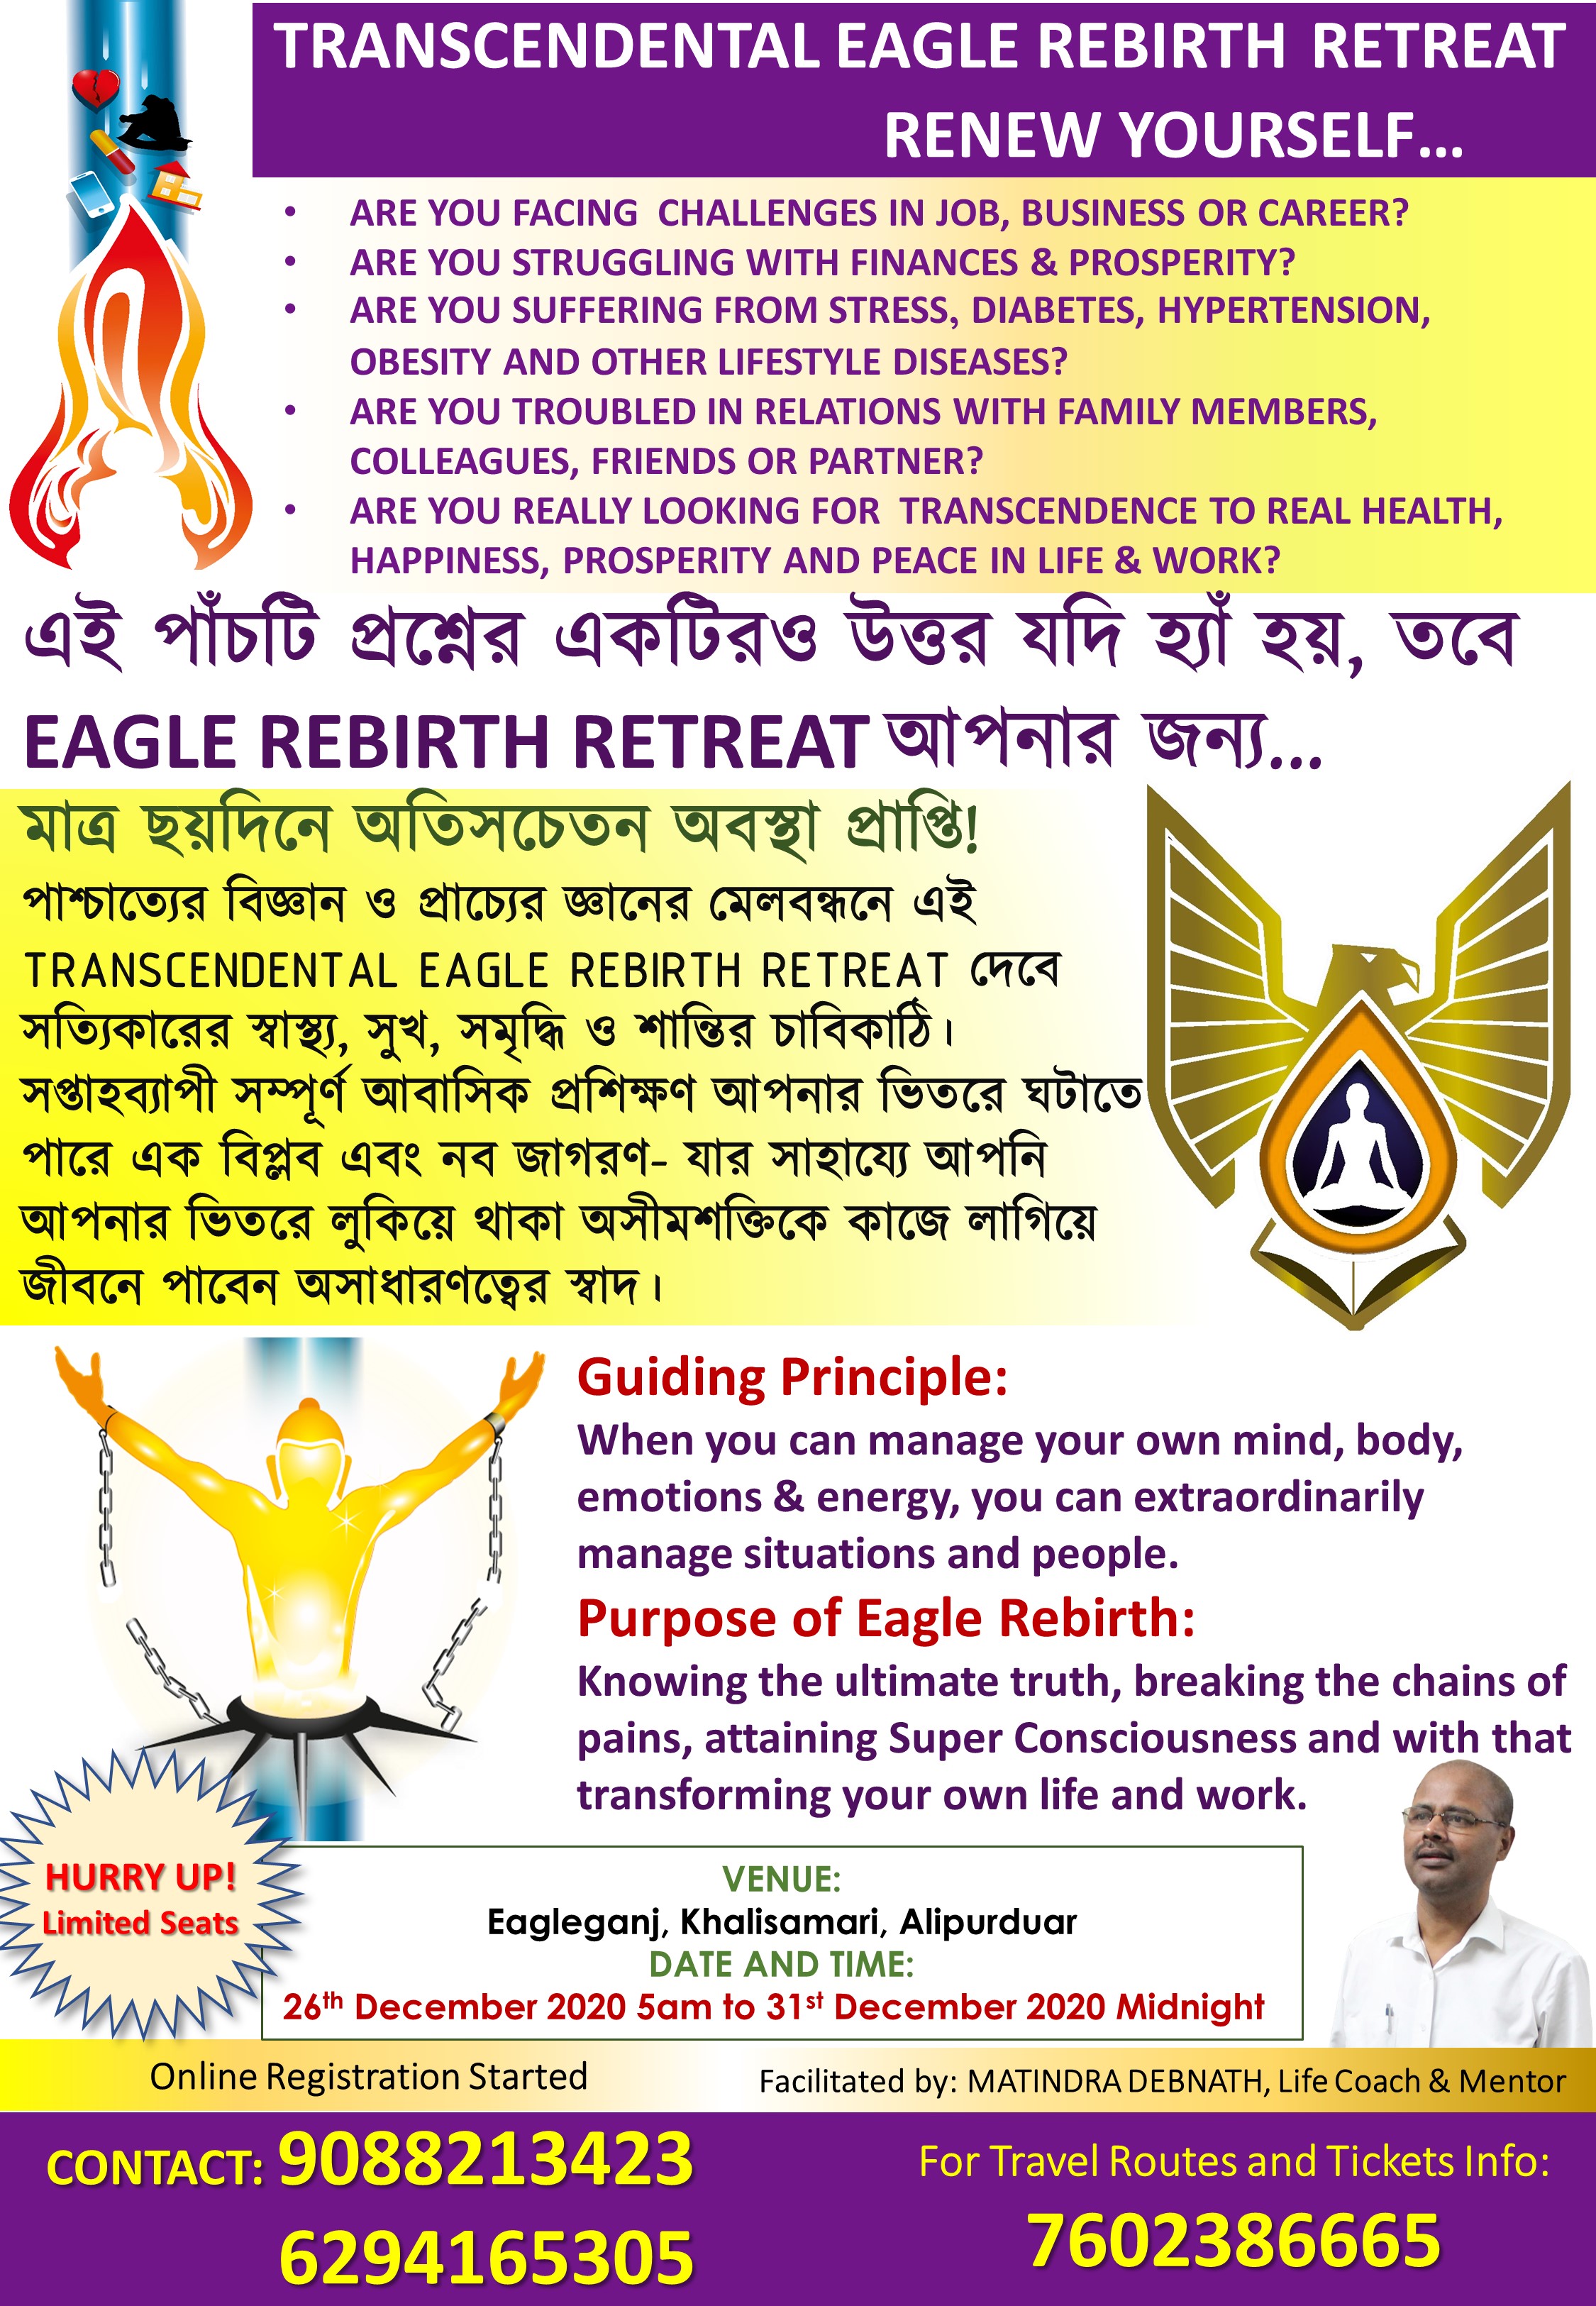 TRANSCENDENTAL EAGLE REBIRTH RETREAT
RENEW YOURSELF...
• ARE YOU FACING CHALLENGES IN JOB, BUSINESS OR CAREER?
• ARE YOU STRUGGLING WITH FINANCES & PROSPERITY?
• ARE YOU SUFFERING FROM STRESS, DIABETES, HYPERTENSION,
OBESITY AND OTHER LIFESTYLE DISEASES?
• ARE YOU TROUBLED IN RELATIONS WITH FAMILY MEMBERS,
COLLEAGUES, FRIENDS OR PARTNER?
• ARE YOU REALLY LOOKING FOR TRANSCENDENCE TO REAL HEALTH,
HAPPINESS, PROSPERITY AND PEACE IN LIFE & WORK?
এই পাঁচটি প্রশ্নের একটিরও উত্তর যদি হ্যাঁ হয়, তবে
EAGLE REBIRTH RETREAT আপনার জন্য...
মাত্র ছয়দিনে অতিসচেতন অবস্থা প্রাপ্তি!
পাশ্চাত্যের বিজ্ঞান ও প্রাচ্যের জ্ঞানের মেলবন্ধনে এই
TRANSCENDENTAL EAGLE REBIRTH RETREAT দেবে
সত্যিকারের স্বাস্থ্য, সুখ, সমৃদ্ধি ও শান্তির চাবিকাঠি।
সপ্তাহব্যাপী সম্পূর্ণ আবাসিক প্রশিক্ষণ আপনার ভিতরে ঘটাতে
পারে এক বিপ্লব এবং নব জাগরণ- যার সাহায্যে আপনি
আপনার ভিতরে লুকিয়ে থাকা অসীমশক্তিকে কাজে লাগিয়ে
জীবনে পাবেন অসাধারণত্বের স্বাদ।
Guiding Principle:
When you can manage your own mind, body,
emotions & energy, you can extraordinarily
manage situations and people.
Purpose of Eagle Rebirth:
Knowing the ultimate truth, breaking the chains of
pains, attaining Super Consciousness and with that
transforming your own life and work.
HURRY UP!
Limited Seats
VENUE:
Eagleganj, Khalisamari, Alipurduar
DATE AND TIME:
26th December 2020 5am to 31st December 2020 Midnight
Online Registration Started
Facilitated by: MATINDRA DEBNATH, Life Coach & Mentor
CONTACT: 9088213423
6294165305
For Travel Routes and Tickets Info:
7602386665